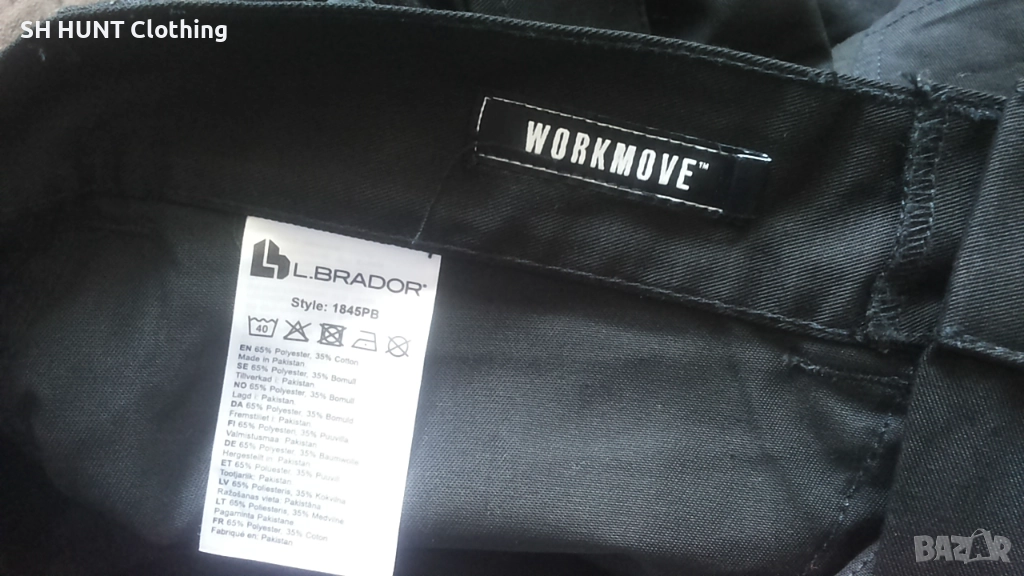 SH HUNT Clothing
WORKMOVE™
L.BRADOR®
Style: 1845PB
40
EN 65% Polyester, 35% Cotton
Made in Pakistan
SE 65% Polyester, 35% Bomull
Tillverkad i Pakistan
NO 65% Polyester, 35% Bomull
Lagd i Pakistan
DA 65% Polyester, 35% Bomuld
Fremstillet i Pakistan
FI 65% Polyesteri, 35% Puuvilla
Valmistusmaa Pakistan
DE 65% Polyester, 35% Baumwolle
Hergestellt in Pakistan
ET 65% Polüester, 35% Puuvill
Tootjariik: Pakistan
LV 65% Poliesteris, 35% Kokvilna
Ražošanas vieta: Pakistāna
LT 65% Poliesteris, 35% Medvilnė
Pagaminta Pakistane
FR 65% Polyester, 35% Coton
Fabriqué en: Pakistan
BAZAR